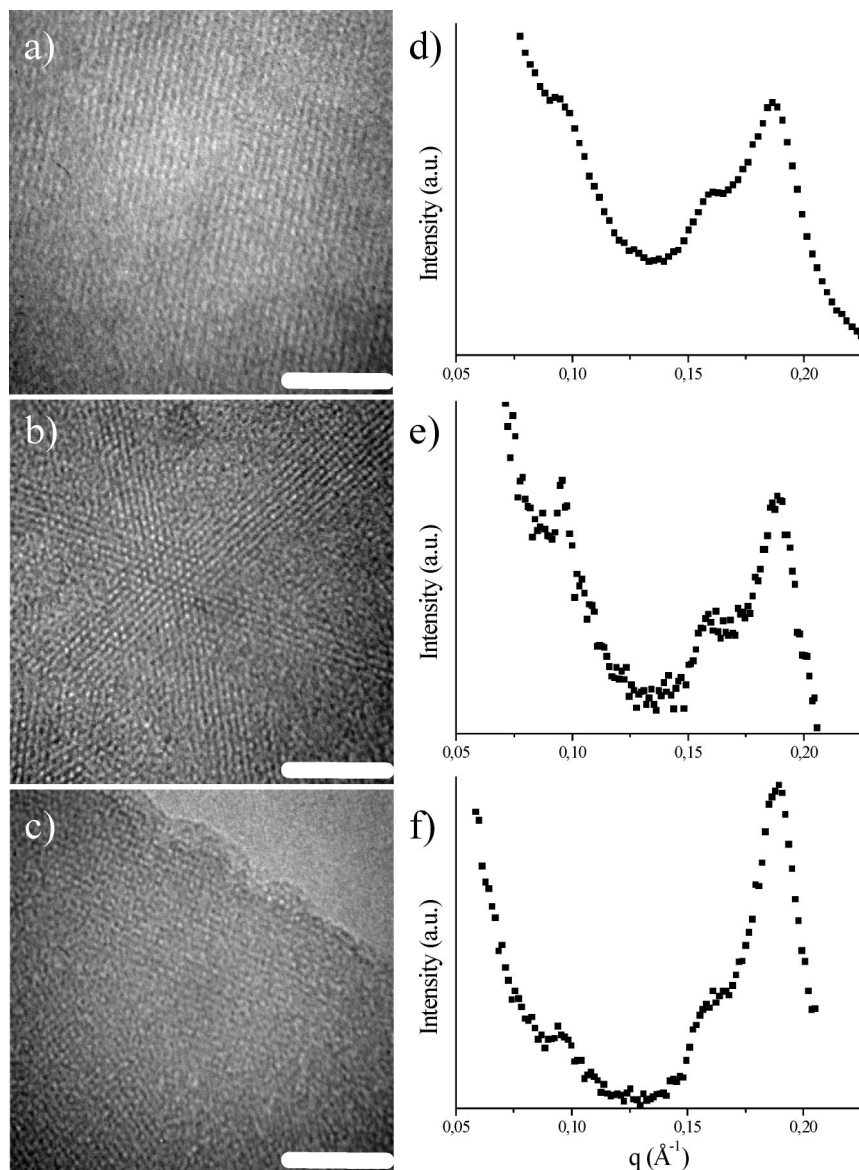 a)
b)
c)
d)
Intensity (a.u.)
0,05
0,10
0,15
0,20
e)
Intensity (a.u.)
0,05
0,10
0,15
0,20
f)
Intensity (a.u.)
0,05
0,10
0,15
0,20
q (Å⁻¹)